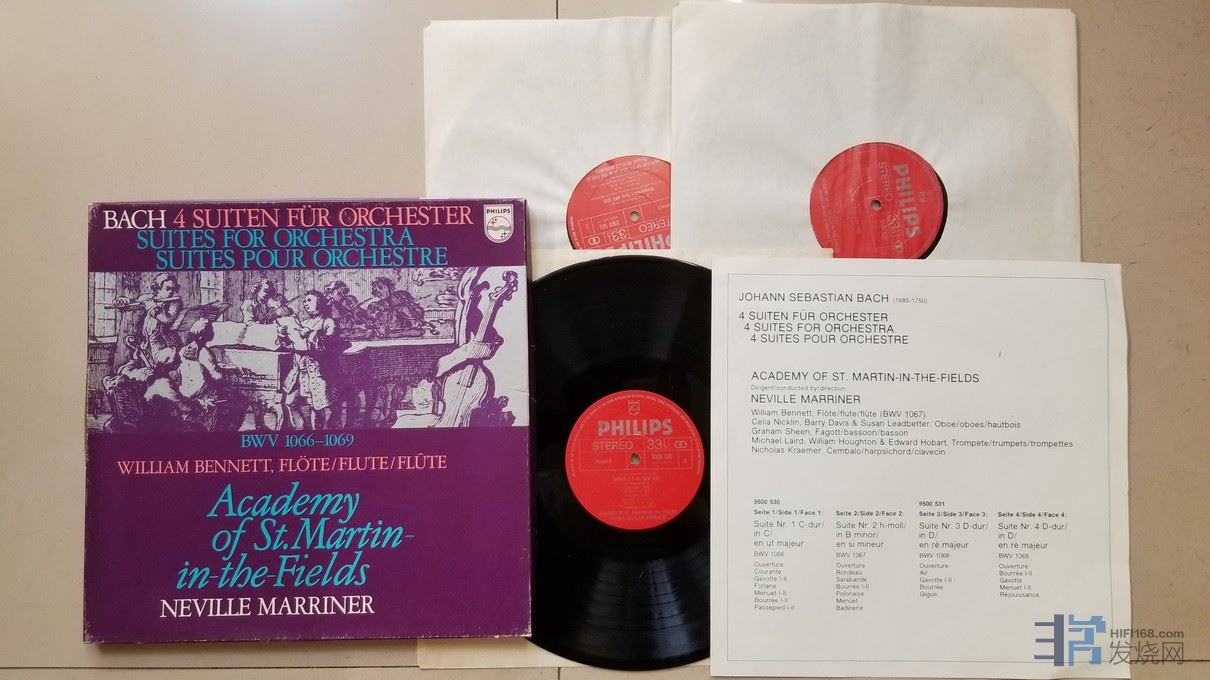 BACH 4 SUITEN FÜR ORCHESTER
SUITES FOR ORCHESTRA
SUITES POUR ORCHESTRE
PHILIPS
BWV 1066–1069
WILLIAM BENNETT, FLÖTE/FLUTE/FLÛTE
Academy
of St. Martin-
in-the-Fields
NEVILLE MARRINER
PHILIPS
STEREO 33⅓
PHILIPS
STEREO 33⅓
PHILIPS
STEREO 33⅓
JOHANN SEBASTIAN BACH (1685-1750)
4 SUITEN FÜR ORCHESTER
4 SUITES FOR ORCHESTRA
4 SUITES POUR ORCHESTRE
ACADEMY OF ST. MARTIN-IN-THE-FIELDS
Dirigent/conducted by/direction:
NEVILLE MARRINER
William Bennett, Flöte/flute/flûte (BWV 1067)
Celia Nicklin, Barry Davis & Susan Leadbetter, Oboe/oboes/hautbois
Graham Sheen, Fagott/bassoon/basson
Michael Laird, William Houghton & Edward Hobart, Trompete/trumpets/trompettes
Nicholas Kraemer, Cembalo/harpsichord/clavecin
9500 530
Seite 1/Side 1/Face 1:
Suite Nr. 1 C-dur/
in C/
en ut majeur
BWV 1066
Ouverture
Courante
Gavotte I-II
Forlane
Menuet I-II
Bourrée I-II
Passepied I-II
Seite 2/Side 2/Face 2:
Suite Nr. 2 h-moll/
in B minor/
en si mineur
BWV 1067
Ouverture
Rondeau
Sarabande
Bourrée I-II
Polonaise
Menuet
Badinerie
9500 531
Seite 3/Side 3/Face 3:
Suite Nr. 3 D-dur/
in D/
en ré majeur
BWV 1068
Ouverture
Air
Gavotte I-II
Bourrée
Gigue
Seite 4/Side 4/Face 4:
Suite Nr. 4 D-dur/
in D/
en ré majeur
BWV 1069
Ouverture
Bourrée I-II
Gavotte
Menuet I-II
Réjouissance
HIFI168.com
发烧网